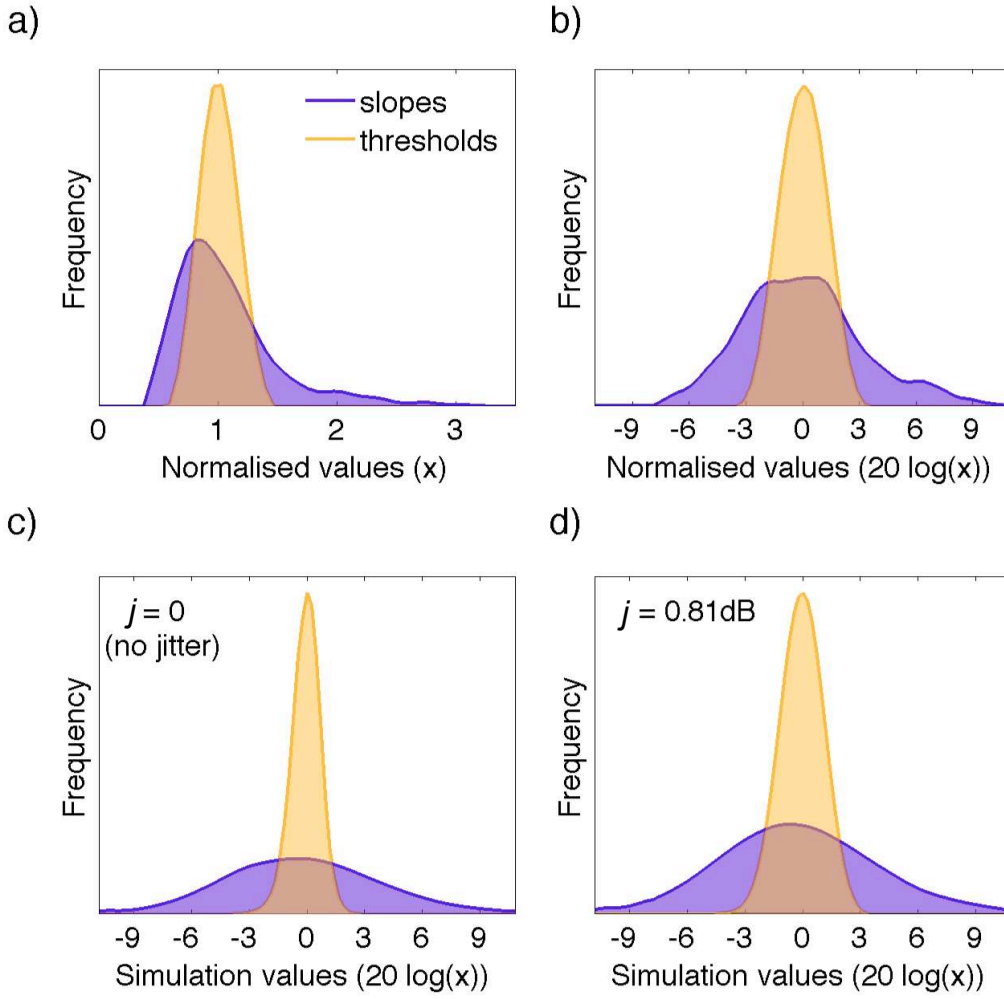 a)
slopes
thresholds
Frequency
0 1 2 3
Normalised values (x)
b)
Frequency
-9 -6 -3 0 3 6 9
Normalised values (20 log(x))
c)
j = 0
(no jitter)
Frequency
-9 -6 -3 0 3 6 9
Simulation values (20 log(x))
d)
j = 0.81dB
Frequency
-9 -6 -3 0 3 6 9
Simulation values (20 log(x))